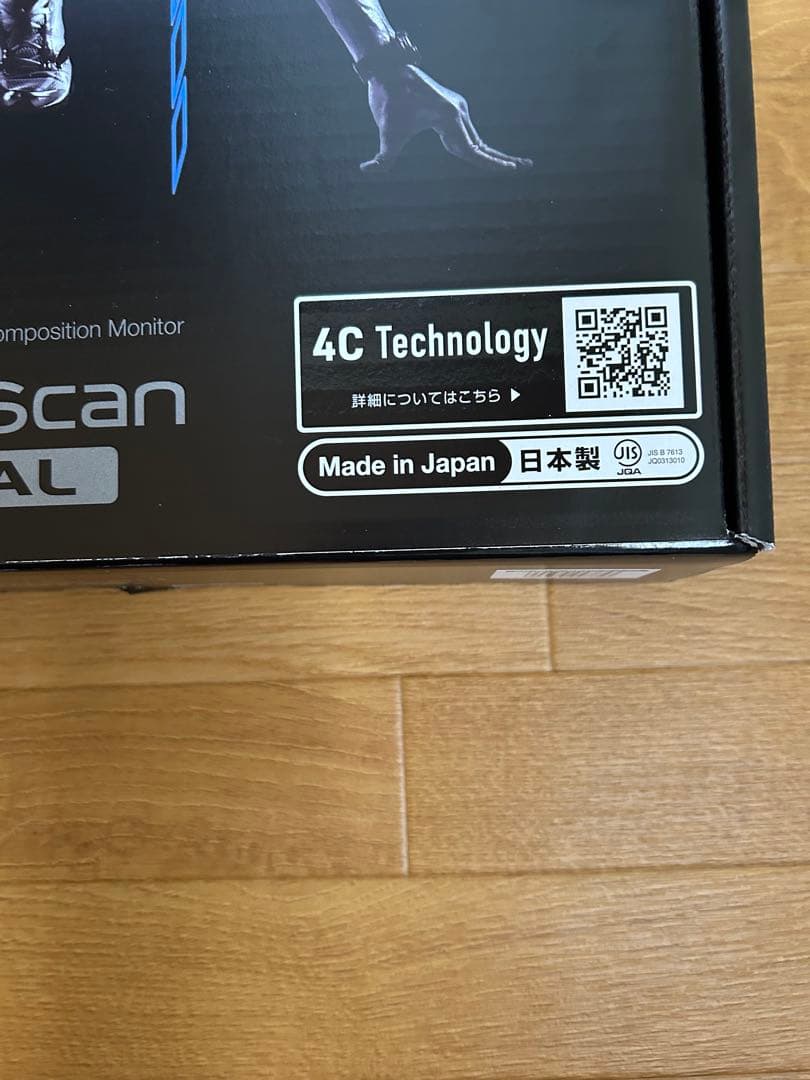 omposition Monitor
Scan
AL
4C Technology
詳細についてはこちら ▶
Made in Japan 日本製 JIS JQA JIS B 7613
JQ0313010